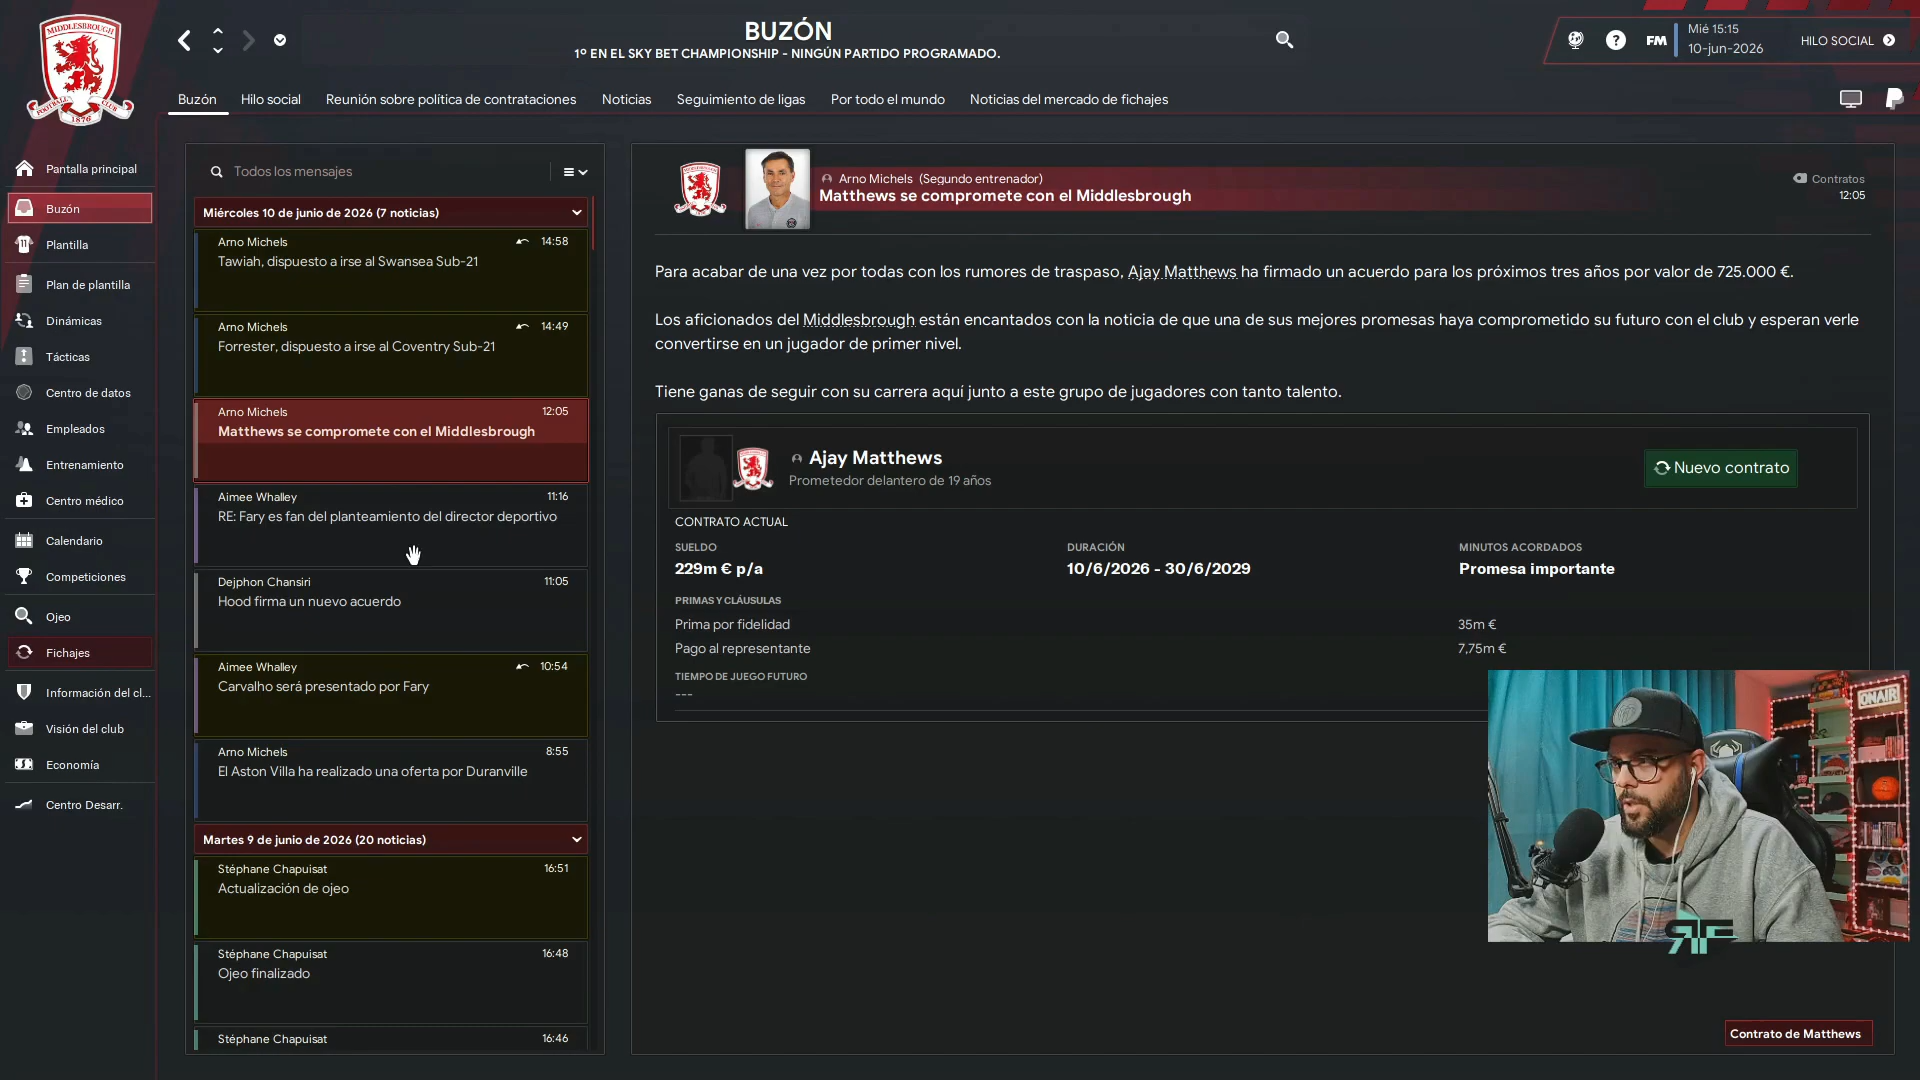 MIDDLESBROUGH
FOOTBALL CLUB
1876
BUZÓN
1º EN EL SKY BET CHAMPIONSHIP - NINGÚN PARTIDO PROGRAMADO.
FM
Mié 15:15
10-jun-2026
HILO SOCIAL
Buzón
Hilo social
Reunión sobre política de contrataciones
Noticias
Seguimiento de ligas
Por todo el mundo
Noticias del mercado de fichajes
Pantalla principal
Buzón
Plantilla
Plan de plantilla
Dinámicas
Tácticas
Centro de datos
Empleados
Entrenamiento
Centro médico
Calendario
Competiciones
Ojeo
Fichajes
Información del cl...
Visión del club
Economía
Centro Desarr.
Todos los mensajes
Miércoles 10 de junio de 2026 (7 noticias)
Arno Michels 14:58
Tawiah, dispuesto a irse al Swansea Sub-21
Arno Michels 14:49
Forrester, dispuesto a irse al Coventry Sub-21
Arno Michels 12:05
Matthews se compromete con el Middlesbrough
Aimee Whalley 11:16
RE: Fary es fan del planteamiento del director deportivo
Dejphon Chansiri 11:05
Hood firma un nuevo acuerdo
Aimee Whalley 10:54
Carvalho será presentado por Fary
Arno Michels 8:55
El Aston Villa ha realizado una oferta por Duranville
Martes 9 de junio de 2026 (20 noticias)
Stéphane Chapuisat 16:51
Actualización de ojeo
Stéphane Chapuisat 16:48
Ojeo finalizado
Stéphane Chapuisat 16:46
Arno Michels (Segundo entrenador)
Matthews se compromete con el Middlesbrough
Contratos
12:05
Para acabar de una vez por todas con los rumores de traspaso, Ajay Matthews ha firmado un acuerdo para los próximos tres años por valor de 725.000 €.
Los aficionados del Middlesbrough están encantados con la noticia de que una de sus mejores promesas haya comprometido su futuro con el club y esperan verle
convertirse en un jugador de primer nivel.
Tiene ganas de seguir con su carrera aquí junto a este grupo de jugadores con tanto talento.
Ajay Matthews
Prometedor delantero de 19 años
Nuevo contrato
CONTRATO ACTUAL
SUELDO
229m € p/a
DURACIÓN
10/6/2026 - 30/6/2029
MINUTOS ACORDADOS
Promesa importante
PRIMAS Y CLÁUSULAS
Prima por fidelidad 35m €
Pago al representante 7,75m €
TIEMPO DE JUEGO FUTURO
---
ON AIR
Contrato de Matthews